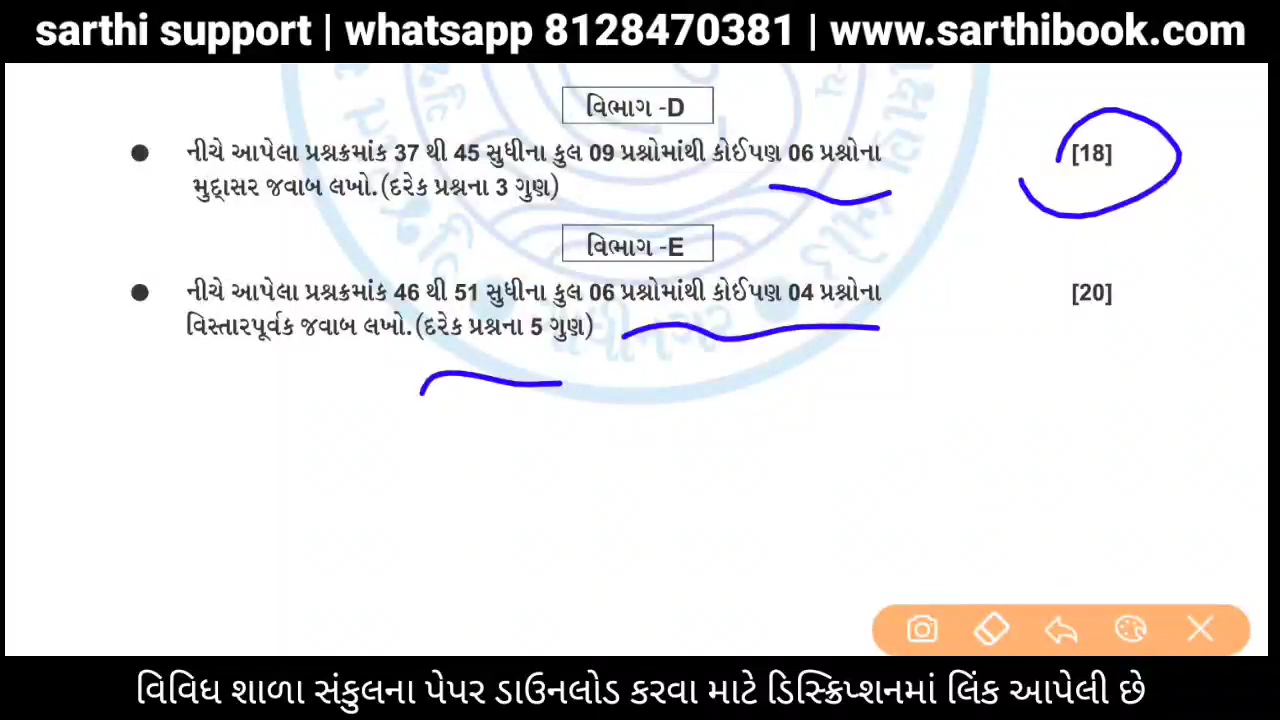 sarthi support | whatsapp 8128470381 | www.sarthibook.com
વિભાગ -D
● નીચે આપેલા પ્રશ્નક્રમાંક 37 થી 45 સુધીના કુલ 09 પ્રશ્નોમાંથી કોઈપણ 06 પ્રશ્નોના [18]
મુદ્દાસર જવાબ લખો.(દરેક પ્રશ્નના 3 ગુણ)
વિભાગ -E
● નીચે આપેલા પ્રશ્નક્રમાંક 46 થી 51 સુધીના કુલ 06 પ્રશ્નોમાંથી કોઈપણ 04 પ્રશ્નોના [20]
વિસ્તારપૂર્વક જવાબ લખો.(દરેક પ્રશ્નના 5 ગુણ)
વિવિધ શાળા સંકુલના પેપર ડાઉનલોડ કરવા માટે ડિસ્ક્રિપ્શનમાં લિંક આપેલી છે